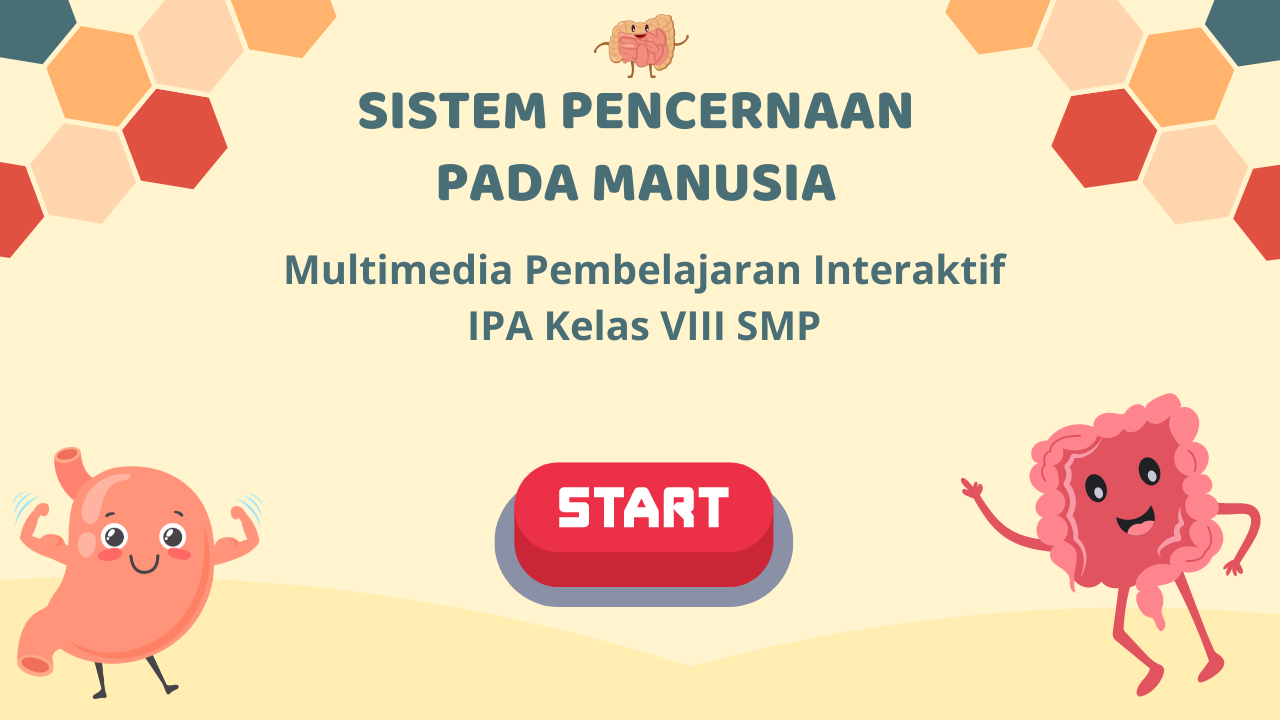 SISTEM PENCERNAAN
PADA MANUSIA
Multimedia Pembelajaran Interaktif
IPA Kelas VIII SMP
START